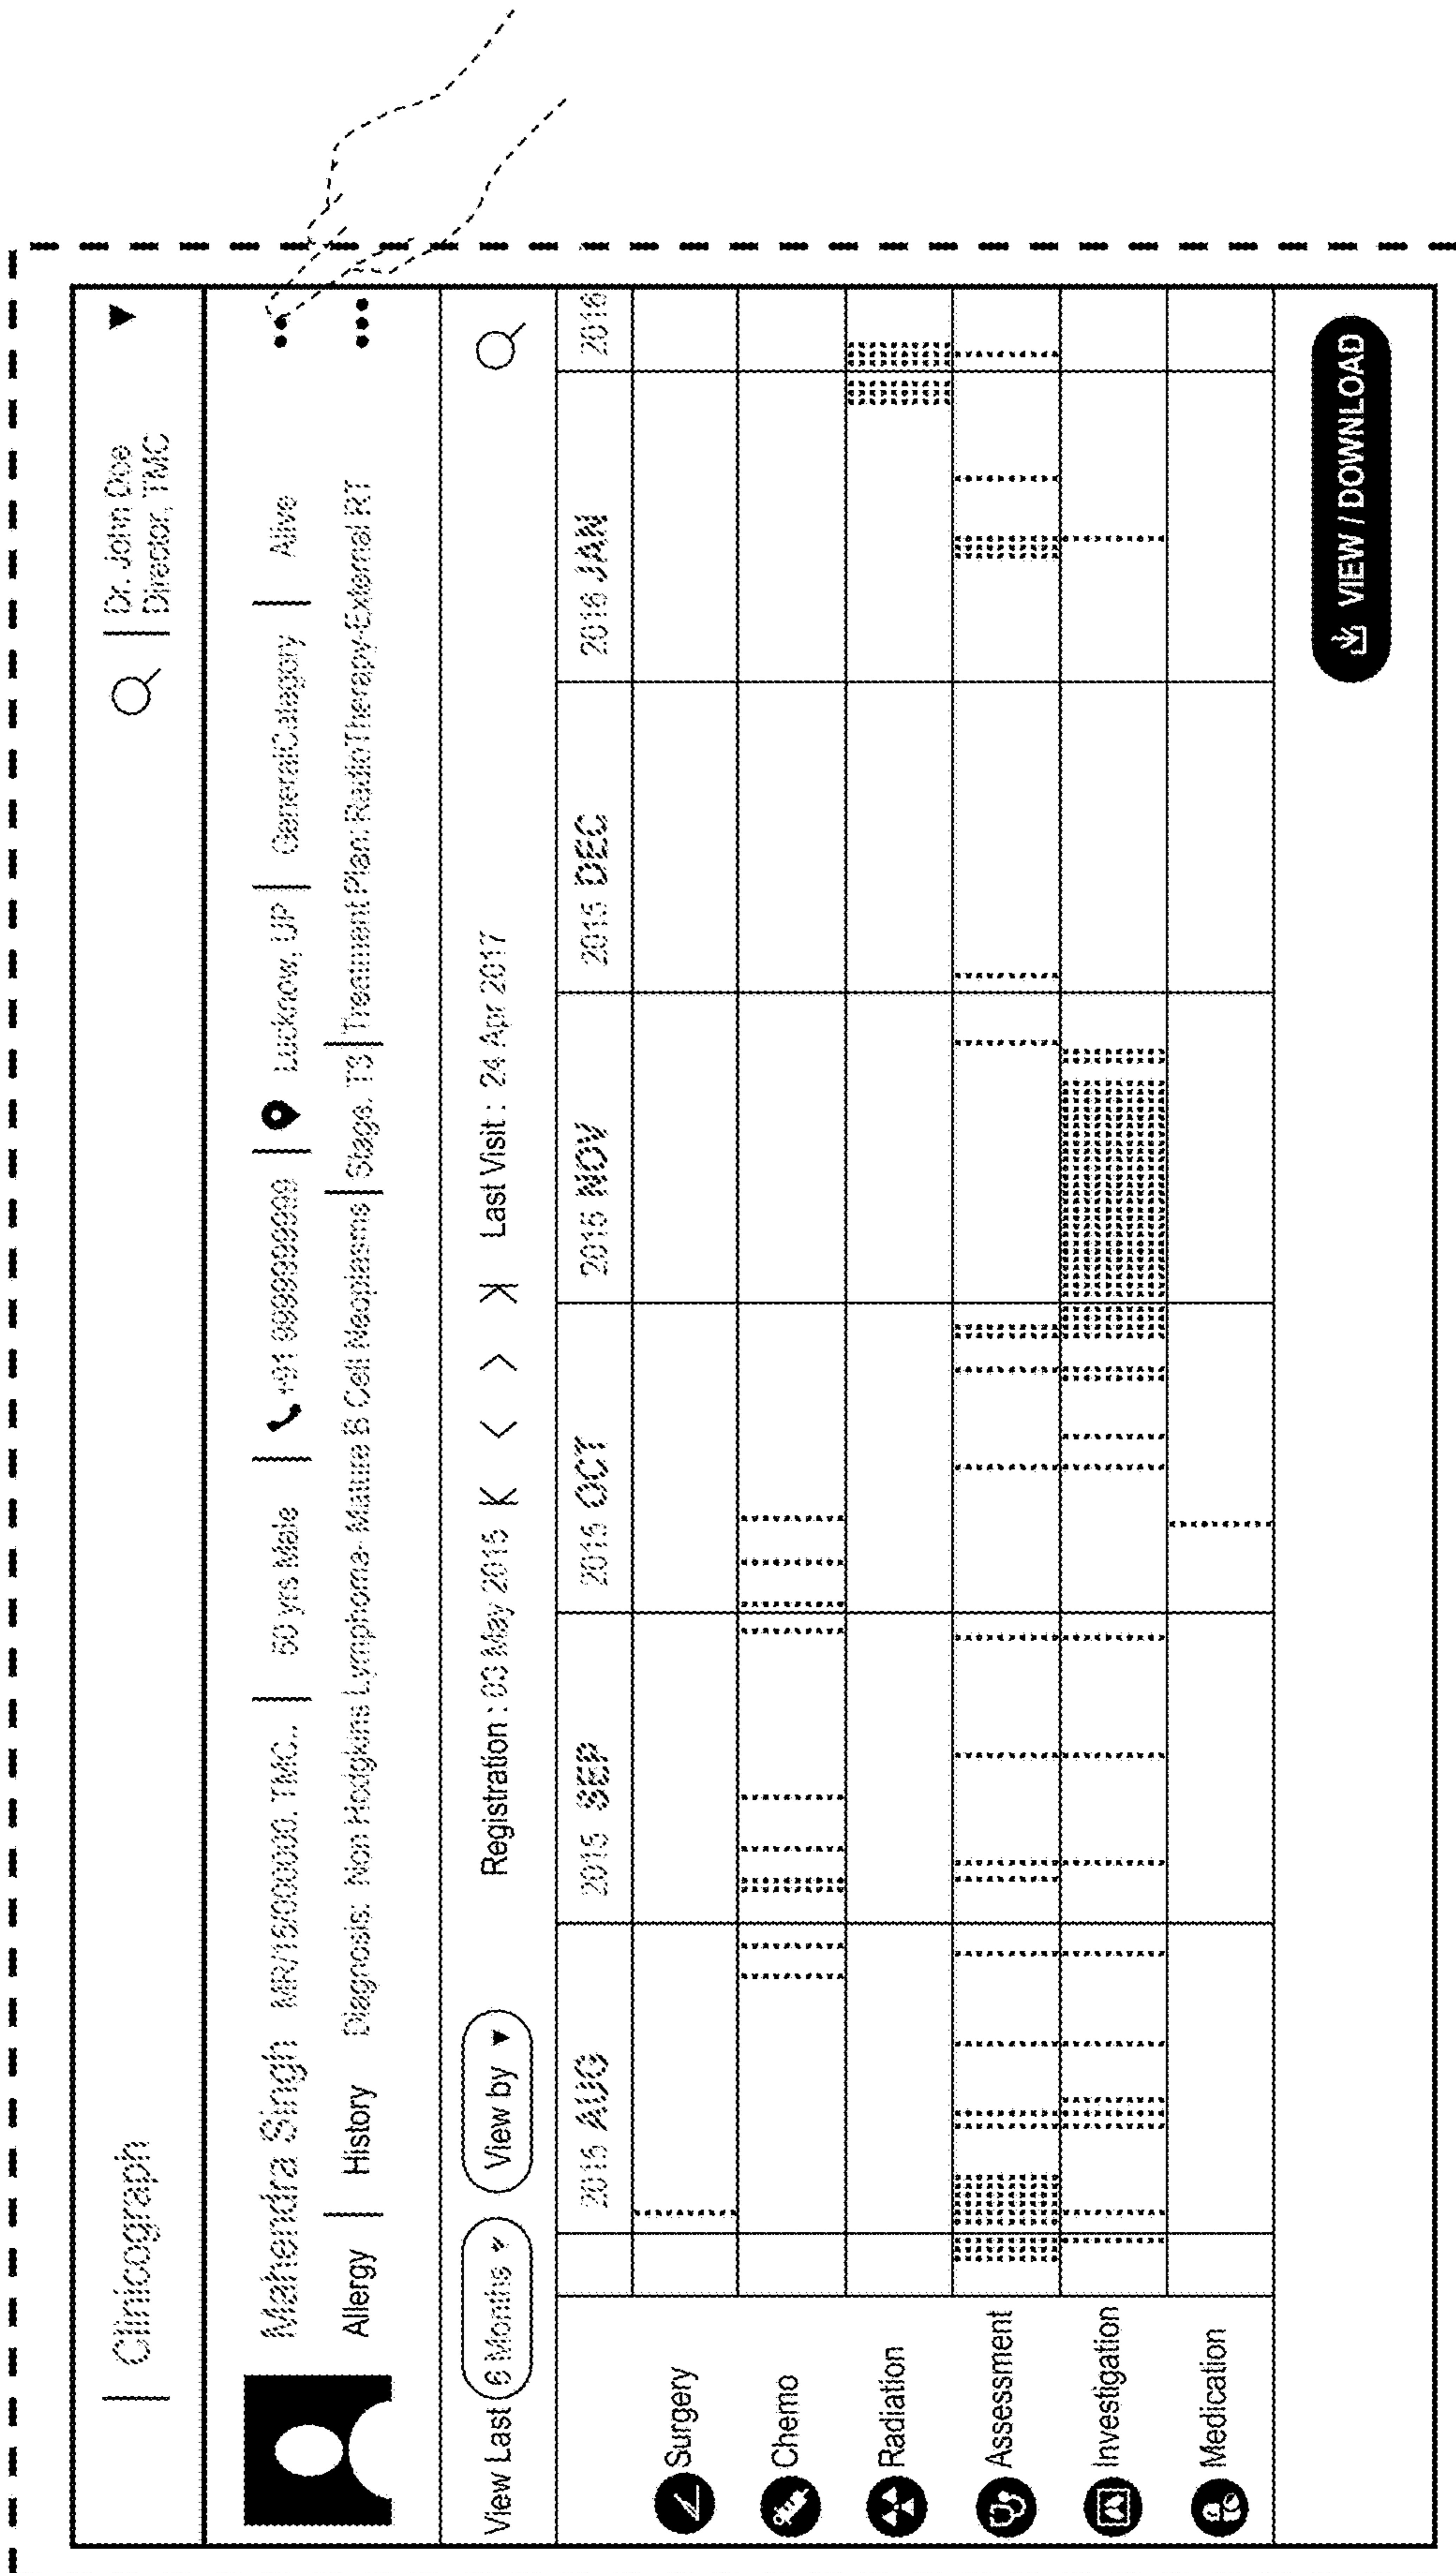 Clinicograph
Dr. John Doe
Director, TMC
Mahendra Singh MR/15/000000. TMC.. | 50 yrs Male | +91 9999999999 | Lucknow, UP | GeneralCategory | Alive
Allergy | History Diagnosis: Non Hodgkins Lymphoma- Mature B Cell Neoplasms | Stage. T3 | Treatment Plan: RadioTherapy-External RT
View Last 6 Months View by Registration : 03 May 2015 Last Visit : 24 Apr 2017
2015 AUG 2015 SEP 2015 OCT 2015 NOV 2015 DEC 2016 JAN 2016
Surgery
Chemo
Radiation
Assessment
Investigation
Medication
VIEW / DOWNLOAD